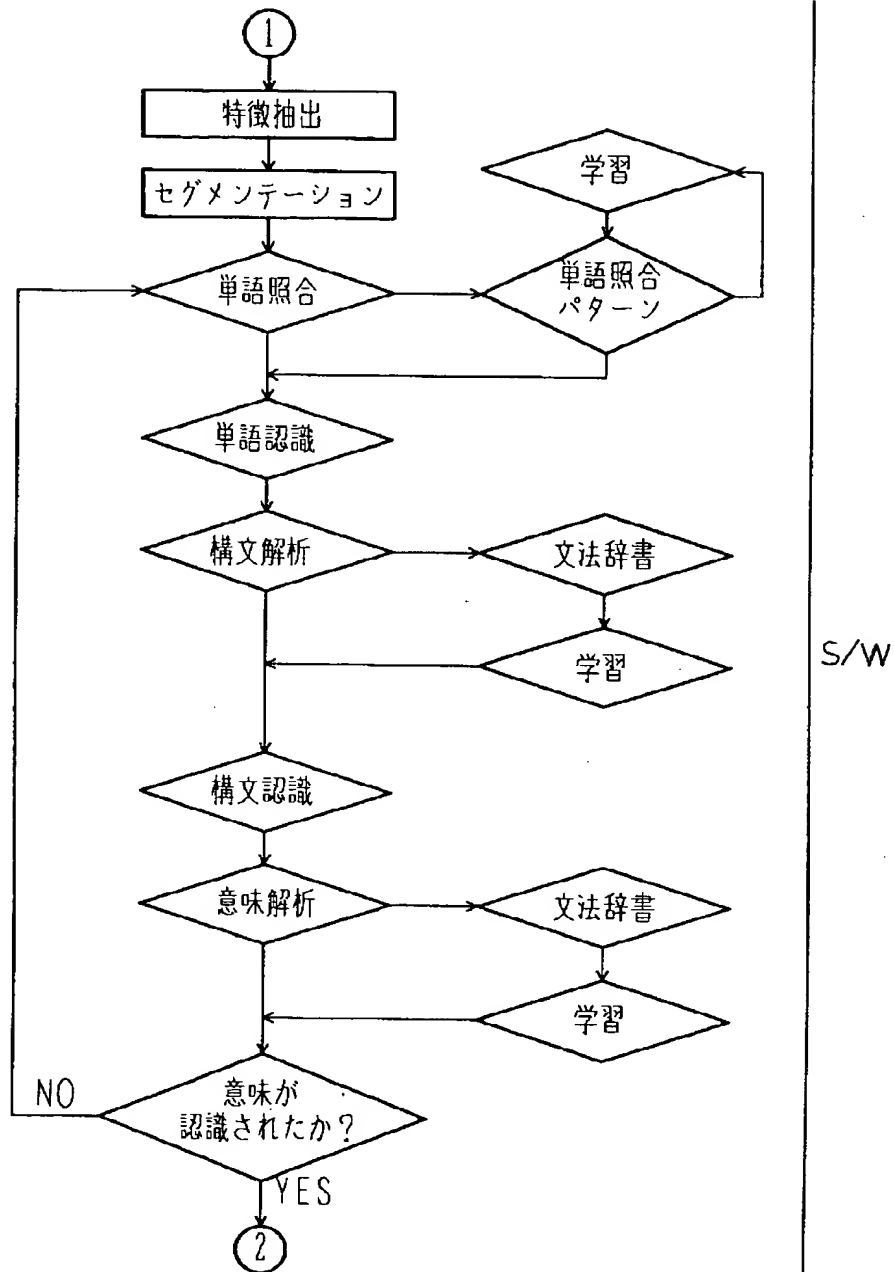 1
特徴抽出
セグメンテーション
学習
単語照合
単語照合
パターン
単語認識
構文解析
文法辞書
学習
S/W
構文認識
意味解析
文法辞書
学習
NO
意味が
認識されたか?
YES
2